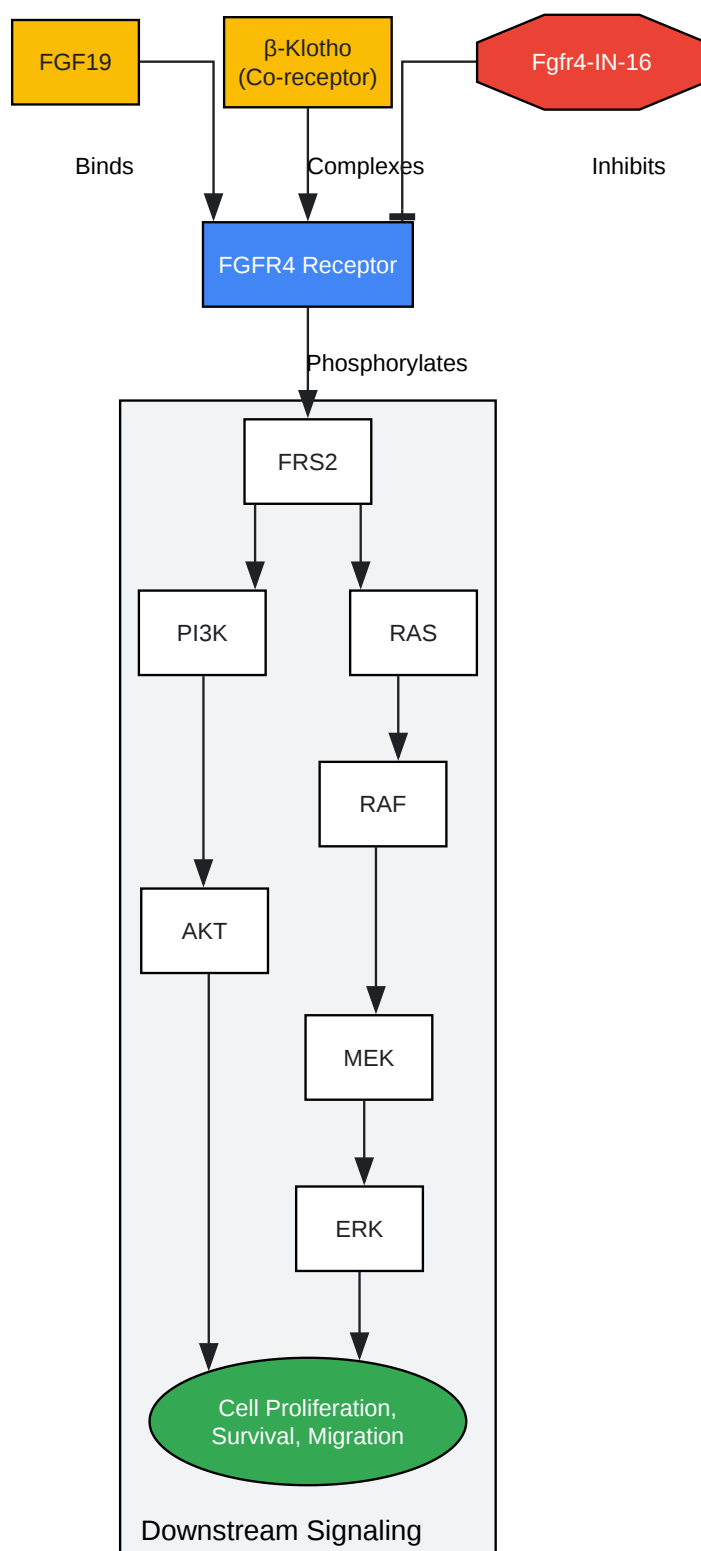 FGF19
β-Klotho
(Co-receptor)
Fgfr4-IN-16
Binds
Complexes
Inhibits
FGFR4 Receptor
Phosphorylates
FRS2
PI3K
RAS
RAF
AKT
MEK
ERK
Cell Proliferation,
Survival, Migration
Downstream Signaling